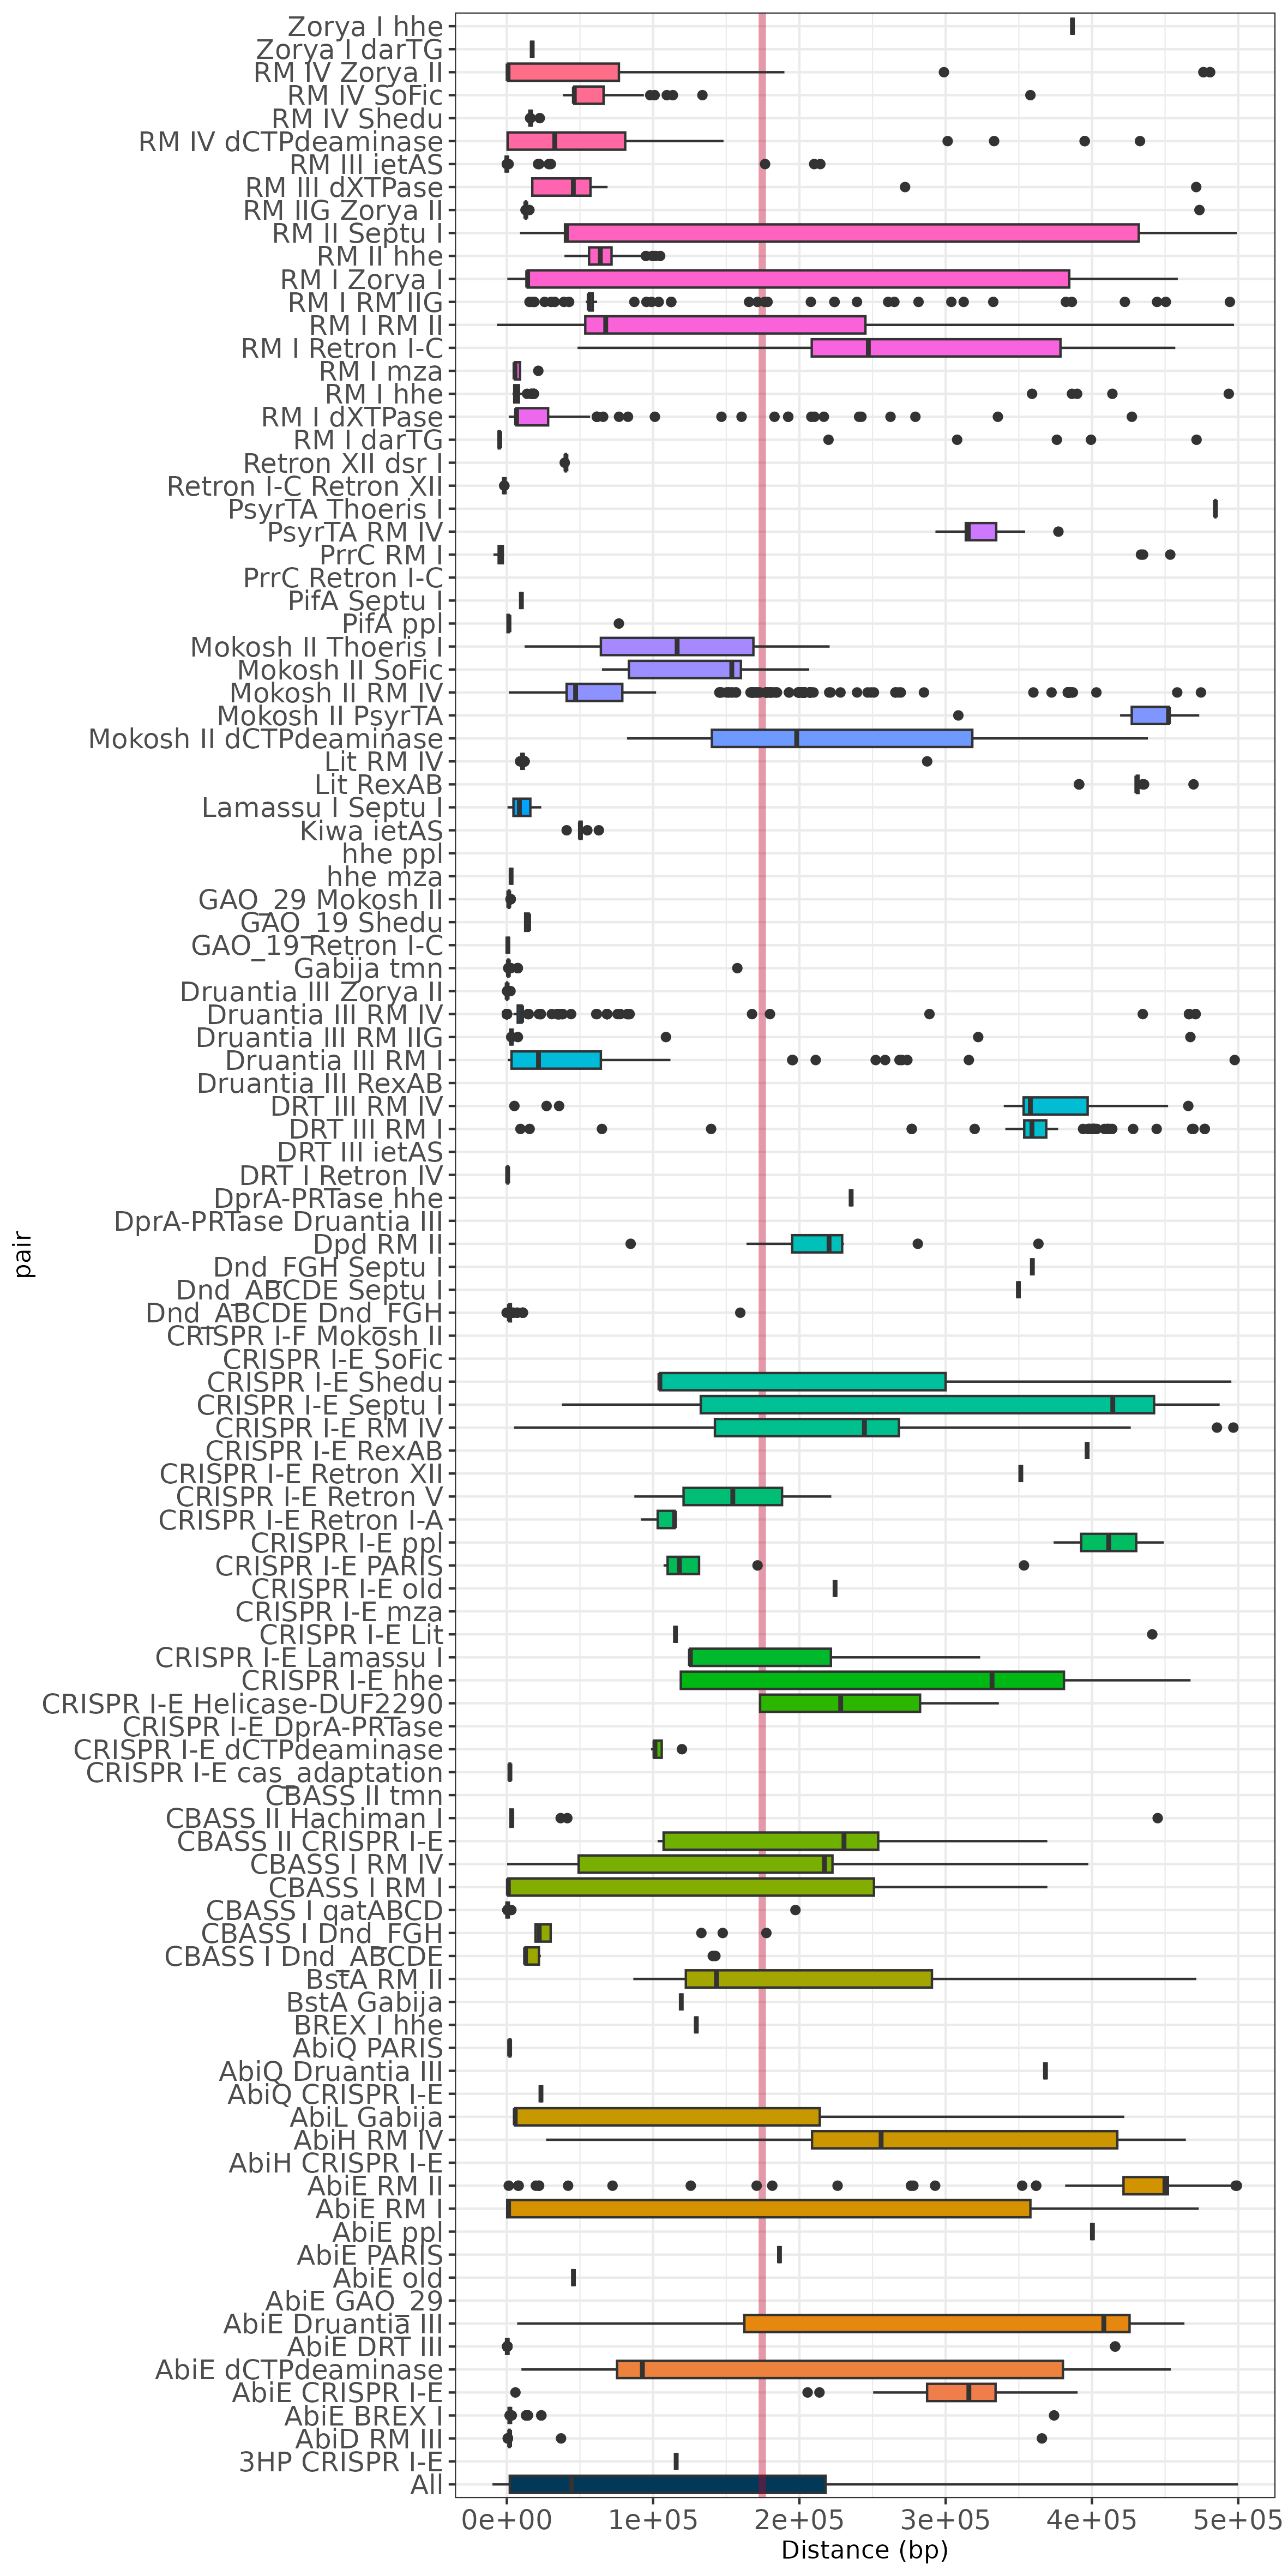 Zorya I hhe
Zorya I darTG
RM IV Zorya II
RM IV SoFic
RM IV Shedu
RM IV dCTPdeaminase
RM III ietAS
RM III dXTPase
RM IIG Zorya II
RM II Septu I
RM II hhe
RM I Zorya I
RM I RM IIG
RM I RM II
RM I Retron I-C
RM I mza
RM I hhe
RM I dXTPase
RM I darTG
Retron XII dsr I
Retron I-C Retron XII
PsyrTA Thoeris I
PsyrTA RM IV
PrrC RM I
PrrC Retron I-C
PifA Septu I
PifA ppl
Mokosh II Thoeris I
Mokosh II SoFic
Mokosh II RM IV
Mokosh II PsyrTA
Mokosh II dCTPdeaminase
Lit RM IV
Lit RexAB
Lamassu I Septu I
Kiwa ietAS
hhe ppl
hhe mza
GAO_29 Mokosh II
GAO_19 Shedu
GAO_19 Retron I-C
Gabija tmn
Druantia III Zorya II
Druantia III RM IV
Druantia III RM IIG
Druantia III RM I
Druantia III RexAB
DRT III RM IV
DRT III RM I
DRT III ietAS
DRT I Retron IV
DprA-PRTase hhe
DprA-PRTase Druantia III
Dpd RM II
Dnd_FGH Septu I
Dnd_ABCDE Septu I
Dnd_ABCDE Dnd_FGH
CRISPR I-F Mokosh II
CRISPR I-E SoFic
CRISPR I-E Shedu
CRISPR I-E Septu I
CRISPR I-E RM IV
CRISPR I-E RexAB
CRISPR I-E Retron XII
CRISPR I-E Retron V
CRISPR I-E Retron I-A
CRISPR I-E ppl
CRISPR I-E PARIS
CRISPR I-E old
CRISPR I-E mza
CRISPR I-E Lit
CRISPR I-E Lamassu I
CRISPR I-E hhe
CRISPR I-E Helicase-DUF2290
CRISPR I-E DprA-PRTase
CRISPR I-E dCTPdeaminase
CRISPR I-E cas_adaptation
CBASS II tmn
CBASS II Hachiman I
CBASS II CRISPR I-E
CBASS I RM IV
CBASS I RM I
CBASS I qatABCD
CBASS I Dnd_FGH
CBASS I Dnd_ABCDE
BstA RM II
BstA Gabija
BREX I hhe
AbiQ PARIS
AbiQ Druantia III
AbiQ CRISPR I-E
AbiL Gabija
AbiH RM IV
AbiH CRISPR I-E
AbiE RM II
AbiE RM I
AbiE ppl
AbiE PARIS
AbiE old
AbiE GAO_29
AbiE Druantia III
AbiE DRT III
AbiE dCTPdeaminase
AbiE CRISPR I-E
AbiE BREX I
AbiD RM III
3HP CRISPR I-E
All
pair
0e+00 1e+05 2e+05 3e+05 4e+05 5e+05
Distance (bp)